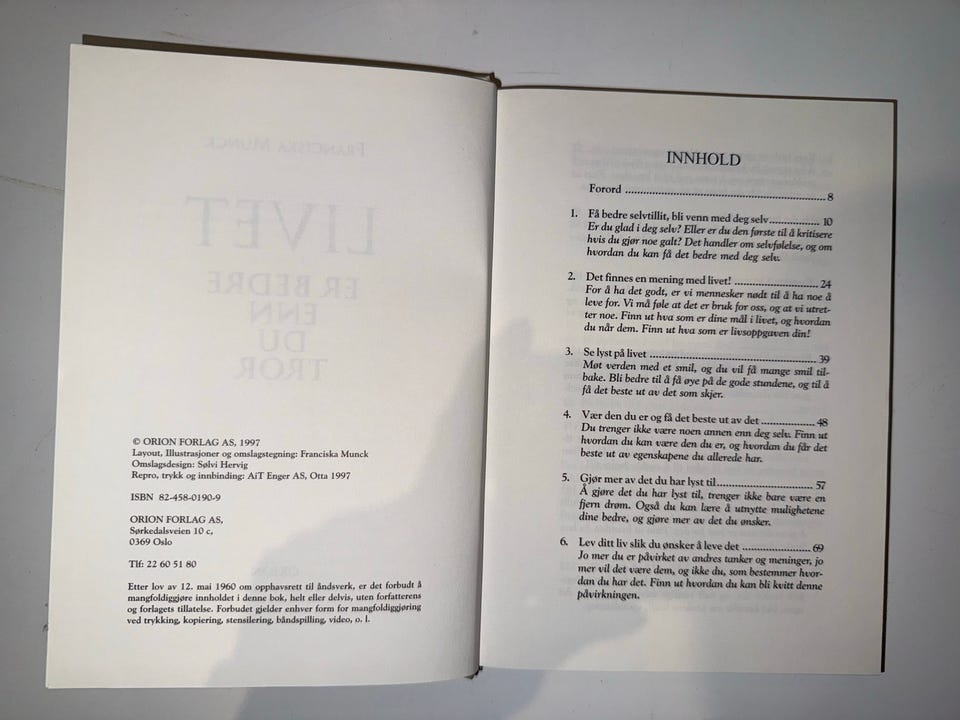 FRANCISKA MUNCK
LIVET
ER BEDRE
ENN
DU
TROR
© ORION FORLAG AS, 1997
Layout, Illustrasjoner og omslagstegning: Franciska Munck
Omslagsdesign: Sølvi Hervig
Repro, trykk og innbinding: AiT Enger AS, Otta 1997
ISBN 82-458-0190-9
ORION FORLAG AS,
Sørkedalsveien 10 c,
0369 Oslo
Tlf: 22 60 51 80
Etter lov av 12. mai 1960 om opphavsrett til åndsverk, er det forbudt å
mangfoldiggjøre innholdet i denne bok, helt eller delvis, uten forfatterens
og forlagets tillatelse. Forbudet gjelder enhver form for mangfoldiggjøring
ved trykking, kopiering, stensilering, båndspilling, video, o. l.
INNHOLD
Forord ..................................................... 8
1. Få bedre selvtillit, bli venn med deg selv.............. 10
Er du glad i deg selv? Eller er du den første til å kritisere
hvis du gjør noe galt? Det handler om selvfølelse, og om
hvordan du kan få det bedre med deg selv.
2. Det finnes en mening med livet! ........................ 24
For å ha det godt, er vi mennesker nødt til å ha noe å
leve for. Vi må føle at det er bruk for oss, og at vi utret-
ter noe. Finn ut hva som er dine mål i livet, og hvordan
du når dem. Finn ut hva som er livsoppgaven din!
3. Se lyst på livet ............................................. 39
Møt verden med et smil, og du vil få mange smil til-
bake. Bli bedre til å få øye på de gode stundene, og til å
få det beste ut av det som skjer.
4. Vær den du er og få det beste ut av det .................. 48
Du trenger ikke være noen annen enn deg selv. Finn ut
hvordan du kan være den du er, og hvordan du får det
beste ut av egenskapene du allerede har.
5. Gjør mer av det du har lyst til............................. 57
Å gjøre det du har lyst til, trenger ikke bare være en
fjern drøm. Også du kan lære å utnytte mulighetene
dine bedre, og gjøre mer av det du ønsker.
6. Lev ditt liv slik du ønsker å leve det ..................... 69
Jo mer du er påvirket av andres tanker og meninger, jo
mer vil det være dem, og ikke du, som bestemmer hvor-
dan du har det. Finn ut hvordan du kan bli kvitt denne
påvirkningen.